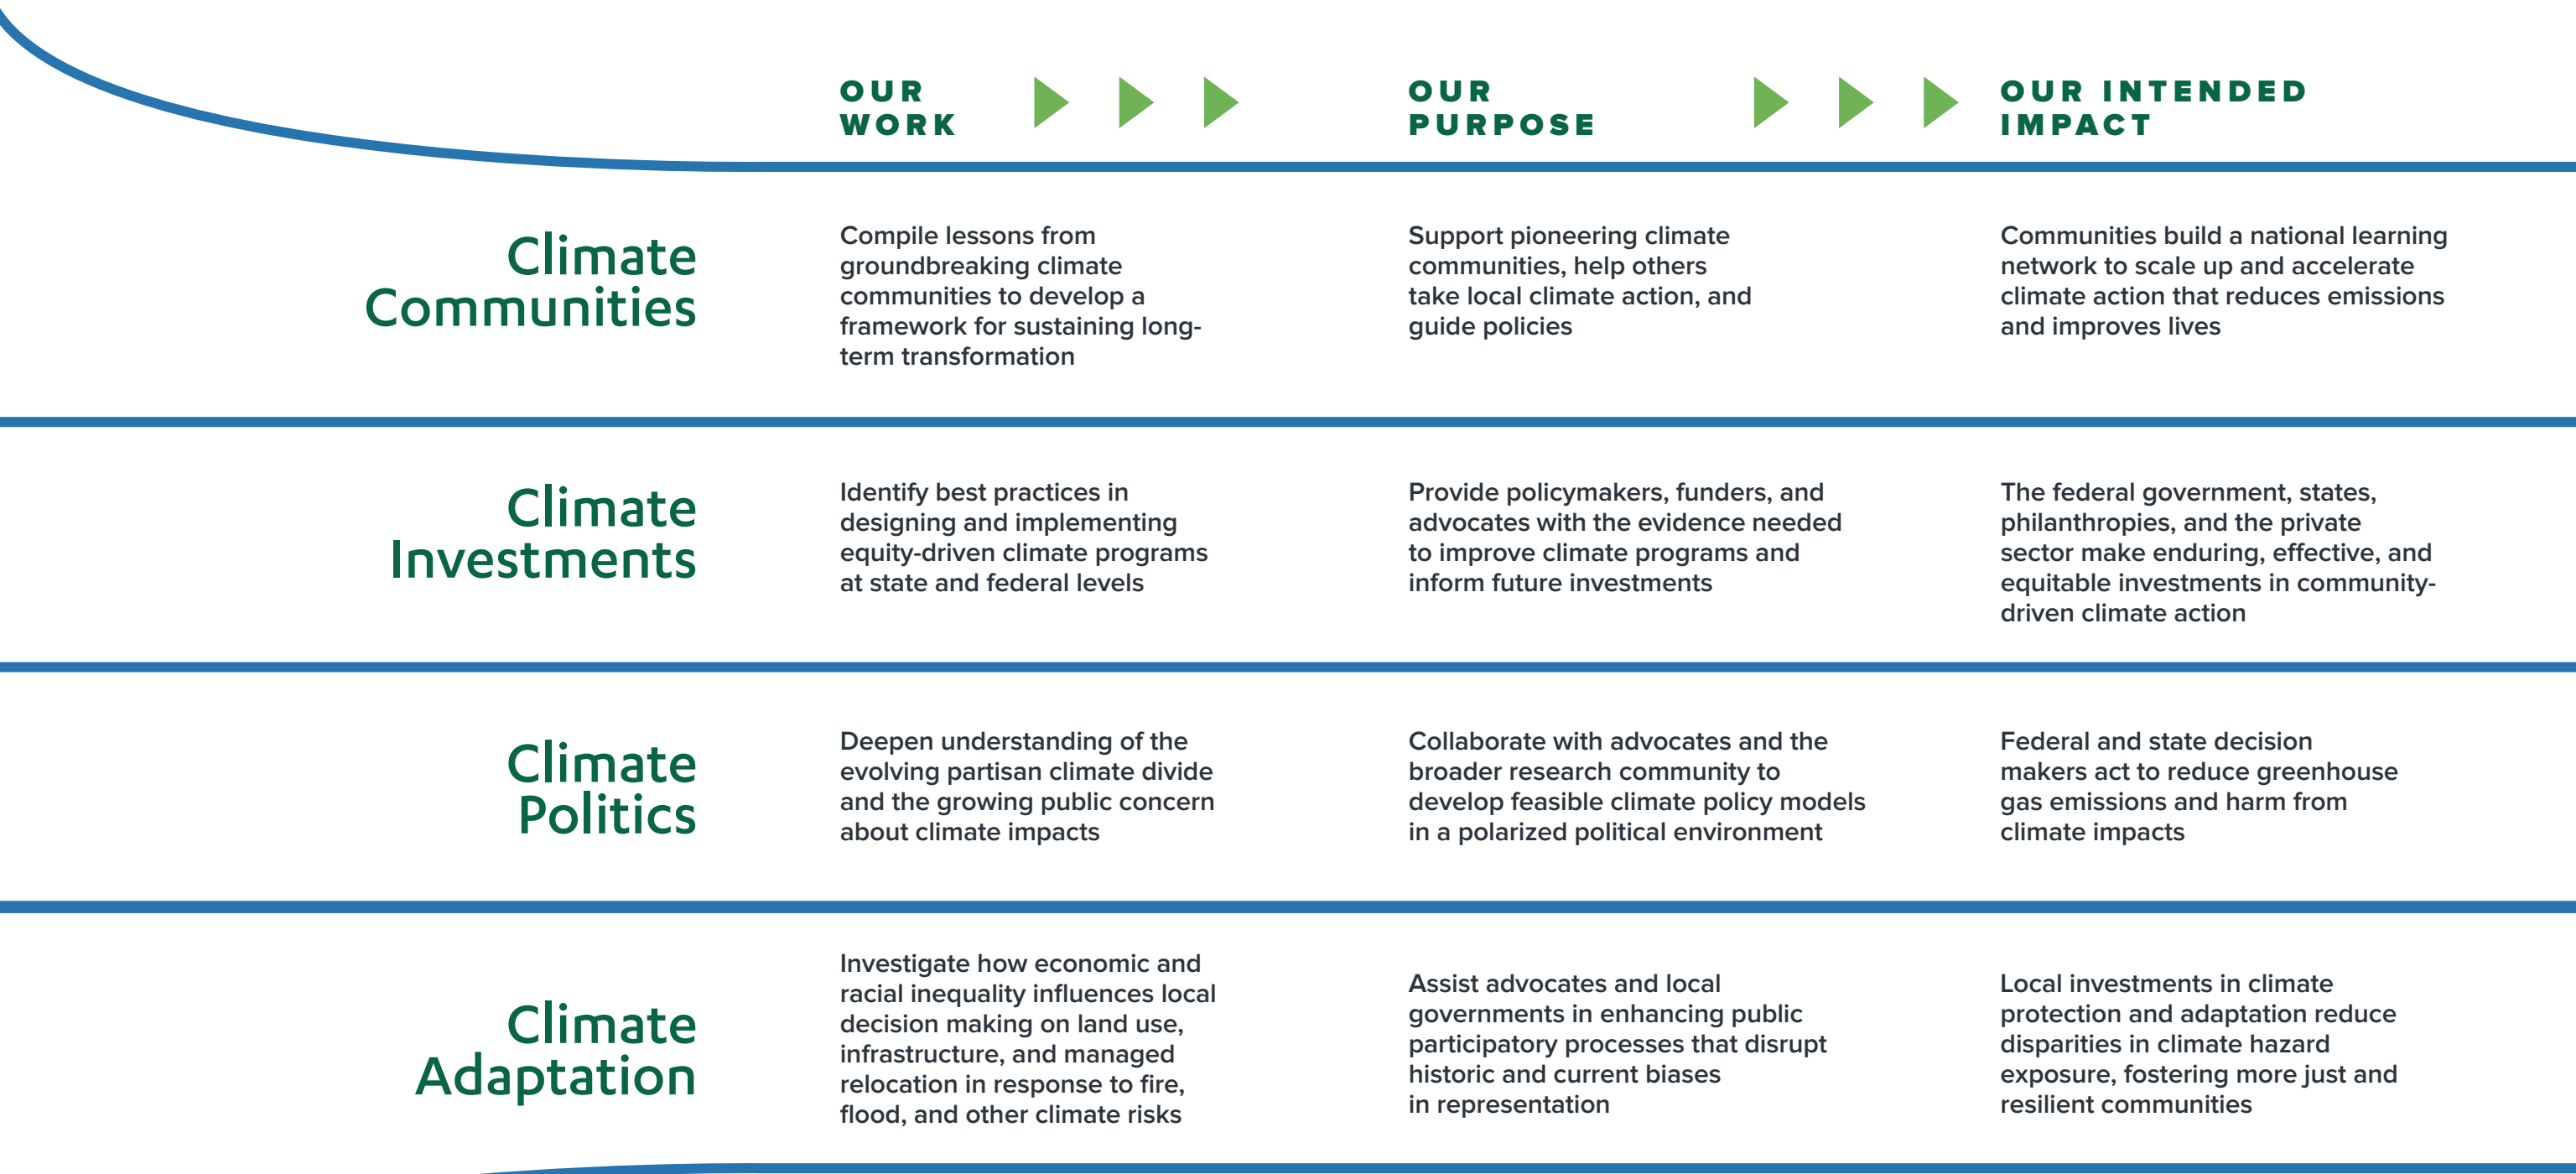 OUR
WORK
OUR
PURPOSE
OUR INTENDED
IMPACT
Climate
Communities
Compile lessons from
groundbreaking climate
communities to develop a
framework for sustaining long-
term transformation
Support pioneering climate
communities, help others
take local climate action, and
guide policies
Communities build a national learning
network to scale up and accelerate
climate action that reduces emissions
and improves lives
Climate
Investments
Identify best practices in
designing and implementing
equity-driven climate programs
at state and federal levels
Provide policymakers, funders, and
advocates with the evidence needed
to improve climate programs and
inform future investments
The federal government, states,
philanthropies, and the private
sector make enduring, effective, and
equitable investments in community-
driven climate action
Climate
Politics
Deepen understanding of the
evolving partisan climate divide
and the growing public concern
about climate impacts
Collaborate with advocates and the
broader research community to
develop feasible climate policy models
in a polarized political environment
Federal and state decision
makers act to reduce greenhouse
gas emissions and harm from
climate impacts
Climate
Adaptation
Investigate how economic and
racial inequality influences local
decision making on land use,
infrastructure, and managed
relocation in response to fire,
flood, and other climate risks
Assist advocates and local
governments in enhancing public
participatory processes that disrupt
historic and current biases
in representation
Local investments in climate
protection and adaptation reduce
disparities in climate hazard
exposure, fostering more just and
resilient communities